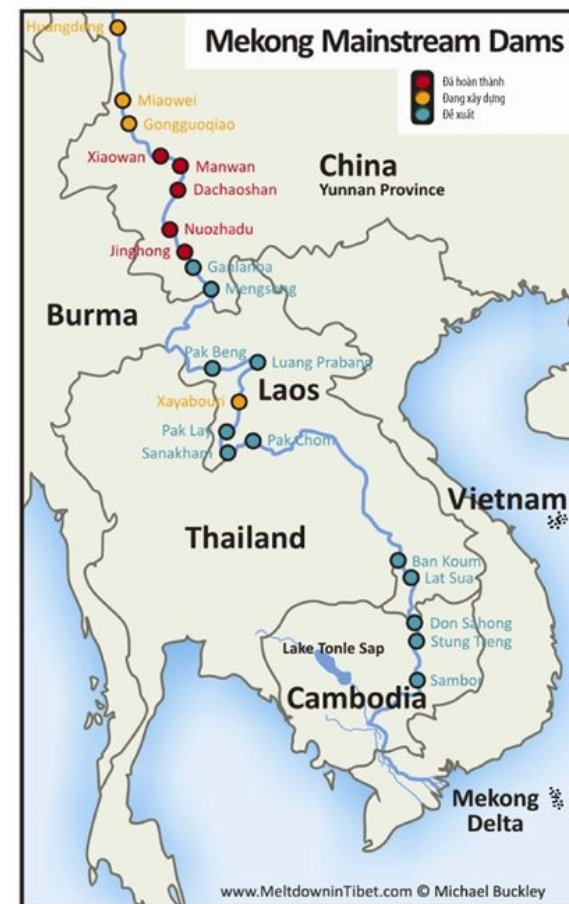 Huangdeng
Mekong Mainstream Dams
Đã hoàn thành
Đang xây dựng
Đề xuất
Miaowei
Gongguoqiao
Xiaowan
Manwan
China
Yunnan Province
Dachaoshan
Nuozhadu
Jinghong
Ganlanba
Mengsong
Burma
Pak Beng
Luang Prabang
Laos
Xayabouri
Pak Lay
Pak Chom
Sanakham
Vietnam
Thailand
Ban Koum
Lat Sua
Don Sahong
Stung Treng
Lake Tonle Sap
Sambor
Cambodia
Mekong
Delta
www.MeltdowninTibet.com © Michael Buckley